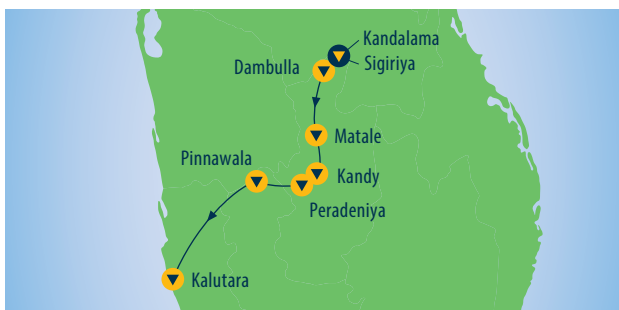 Kandalama
Dambulla
Sigiriya
Matale
Pinnawala
Kandy
Peradeniya
Kalutara